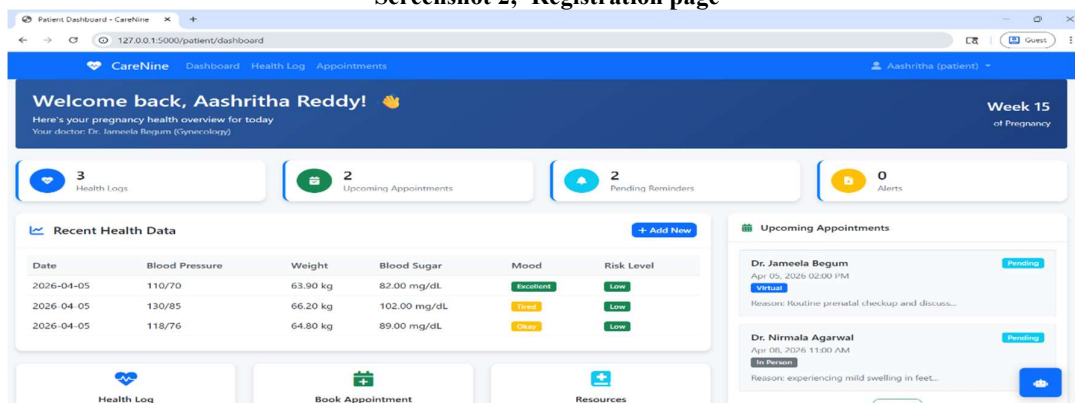 Screenshot 2; Registration page
Patient Dashboard - CareNine
127.0.0.1:5000/patient/dashboard
Guest
CareNine Dashboard Health Log Appointments Aashritha (patient)
Welcome back, Aashritha Reddy! 👋
Here's your pregnancy health overview for today
Your doctor: Dr. Jameela Begum (Gynecology)
Week 15
of Pregnancy
3
Health Logs
2
Upcoming Appointments
2
Pending Reminders
0
Alerts
Recent Health Data
+ Add New
Date Blood Pressure Weight Blood Sugar Mood Risk Level
2026-04-05 110/70 63.90 kg 82.00 mg/dL Excellent Low
2026-04-05 130/85 66.20 kg 102.00 mg/dL Tired Low
2026-04-05 118/76 64.80 kg 89.00 mg/dL Okay Low
Upcoming Appointments
Dr. Jameela Begum Pending
Apr 05, 2026 02:00 PM
Virtual
Reason: Routine prenatal checkup and discuss...
Dr. Nirmala Agarwal Pending
Apr 08, 2026 11:00 AM
In Person
Reason: experiencing mild swelling in feet...
Health Log
Book Appointment
Resources